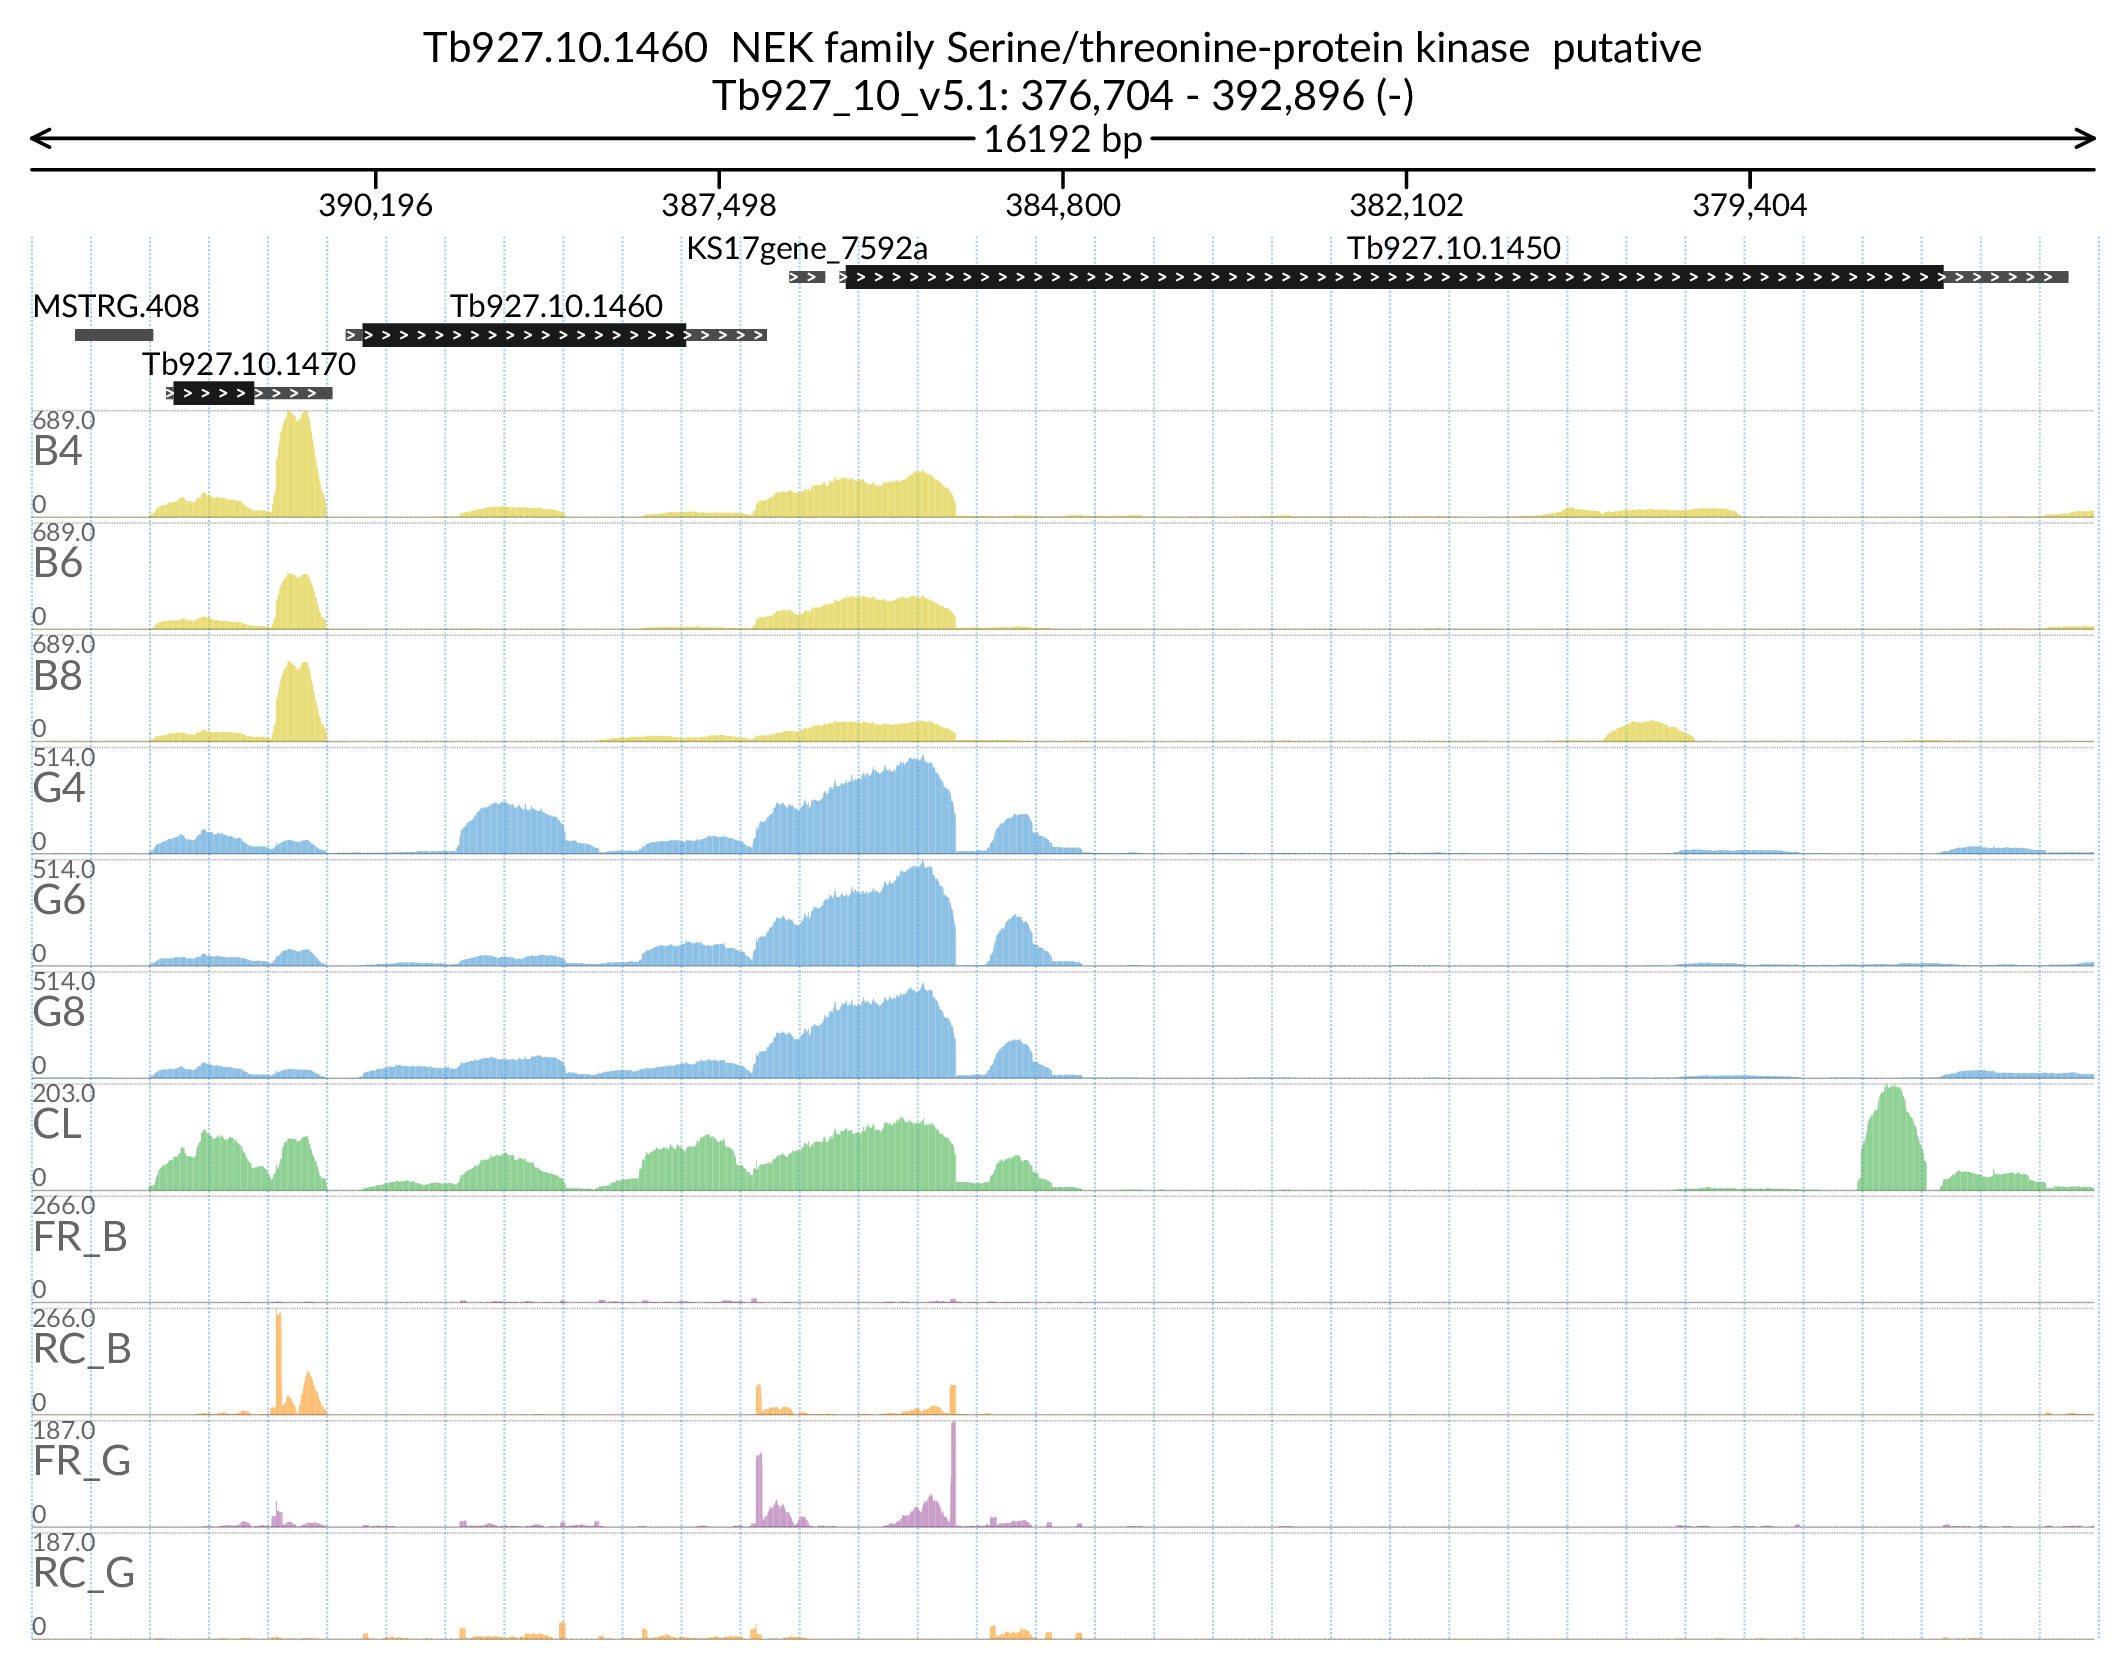 Tb927.10.1460  NEK family Serine/threonine-protein kinase  putative
Tb927_10_v5.1: 376,704 - 392,896 (-)
16192 bp
390,196 387,498 384,800 382,102 379,404
KS17gene_7592a Tb927.10.1450
MSTRG.408 Tb927.10.1460
Tb927.10.1470
689.0
B4
0
689.0
B6
0
689.0
B8
0
514.0
G4
0
514.0
G6
0
514.0
G8
0
203.0
CL
0
266.0
FR_B
0
266.0
RC_B
0
187.0
FR_G
0
187.0
RC_G
0